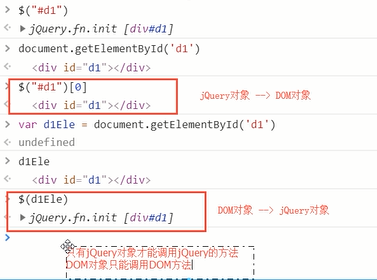 $("#d1")
jQuery.fn.init [div#d1]
document.getElementById('d1')
<div id="d1"></div>
$("#d1")[0]
<div id="d1"></div>
jQuery对象 --> DOM对象
var d1Ele = document.getElementById('d1')
undefined
d1Ele
<div id="d1"></div>
$(d1Ele)
jQuery.fn.init [div#d1]
DOM对象 --> jQuery对象
只有jQuery对象才能调用jQuery的方法
DOM对象只能调用DOM方法